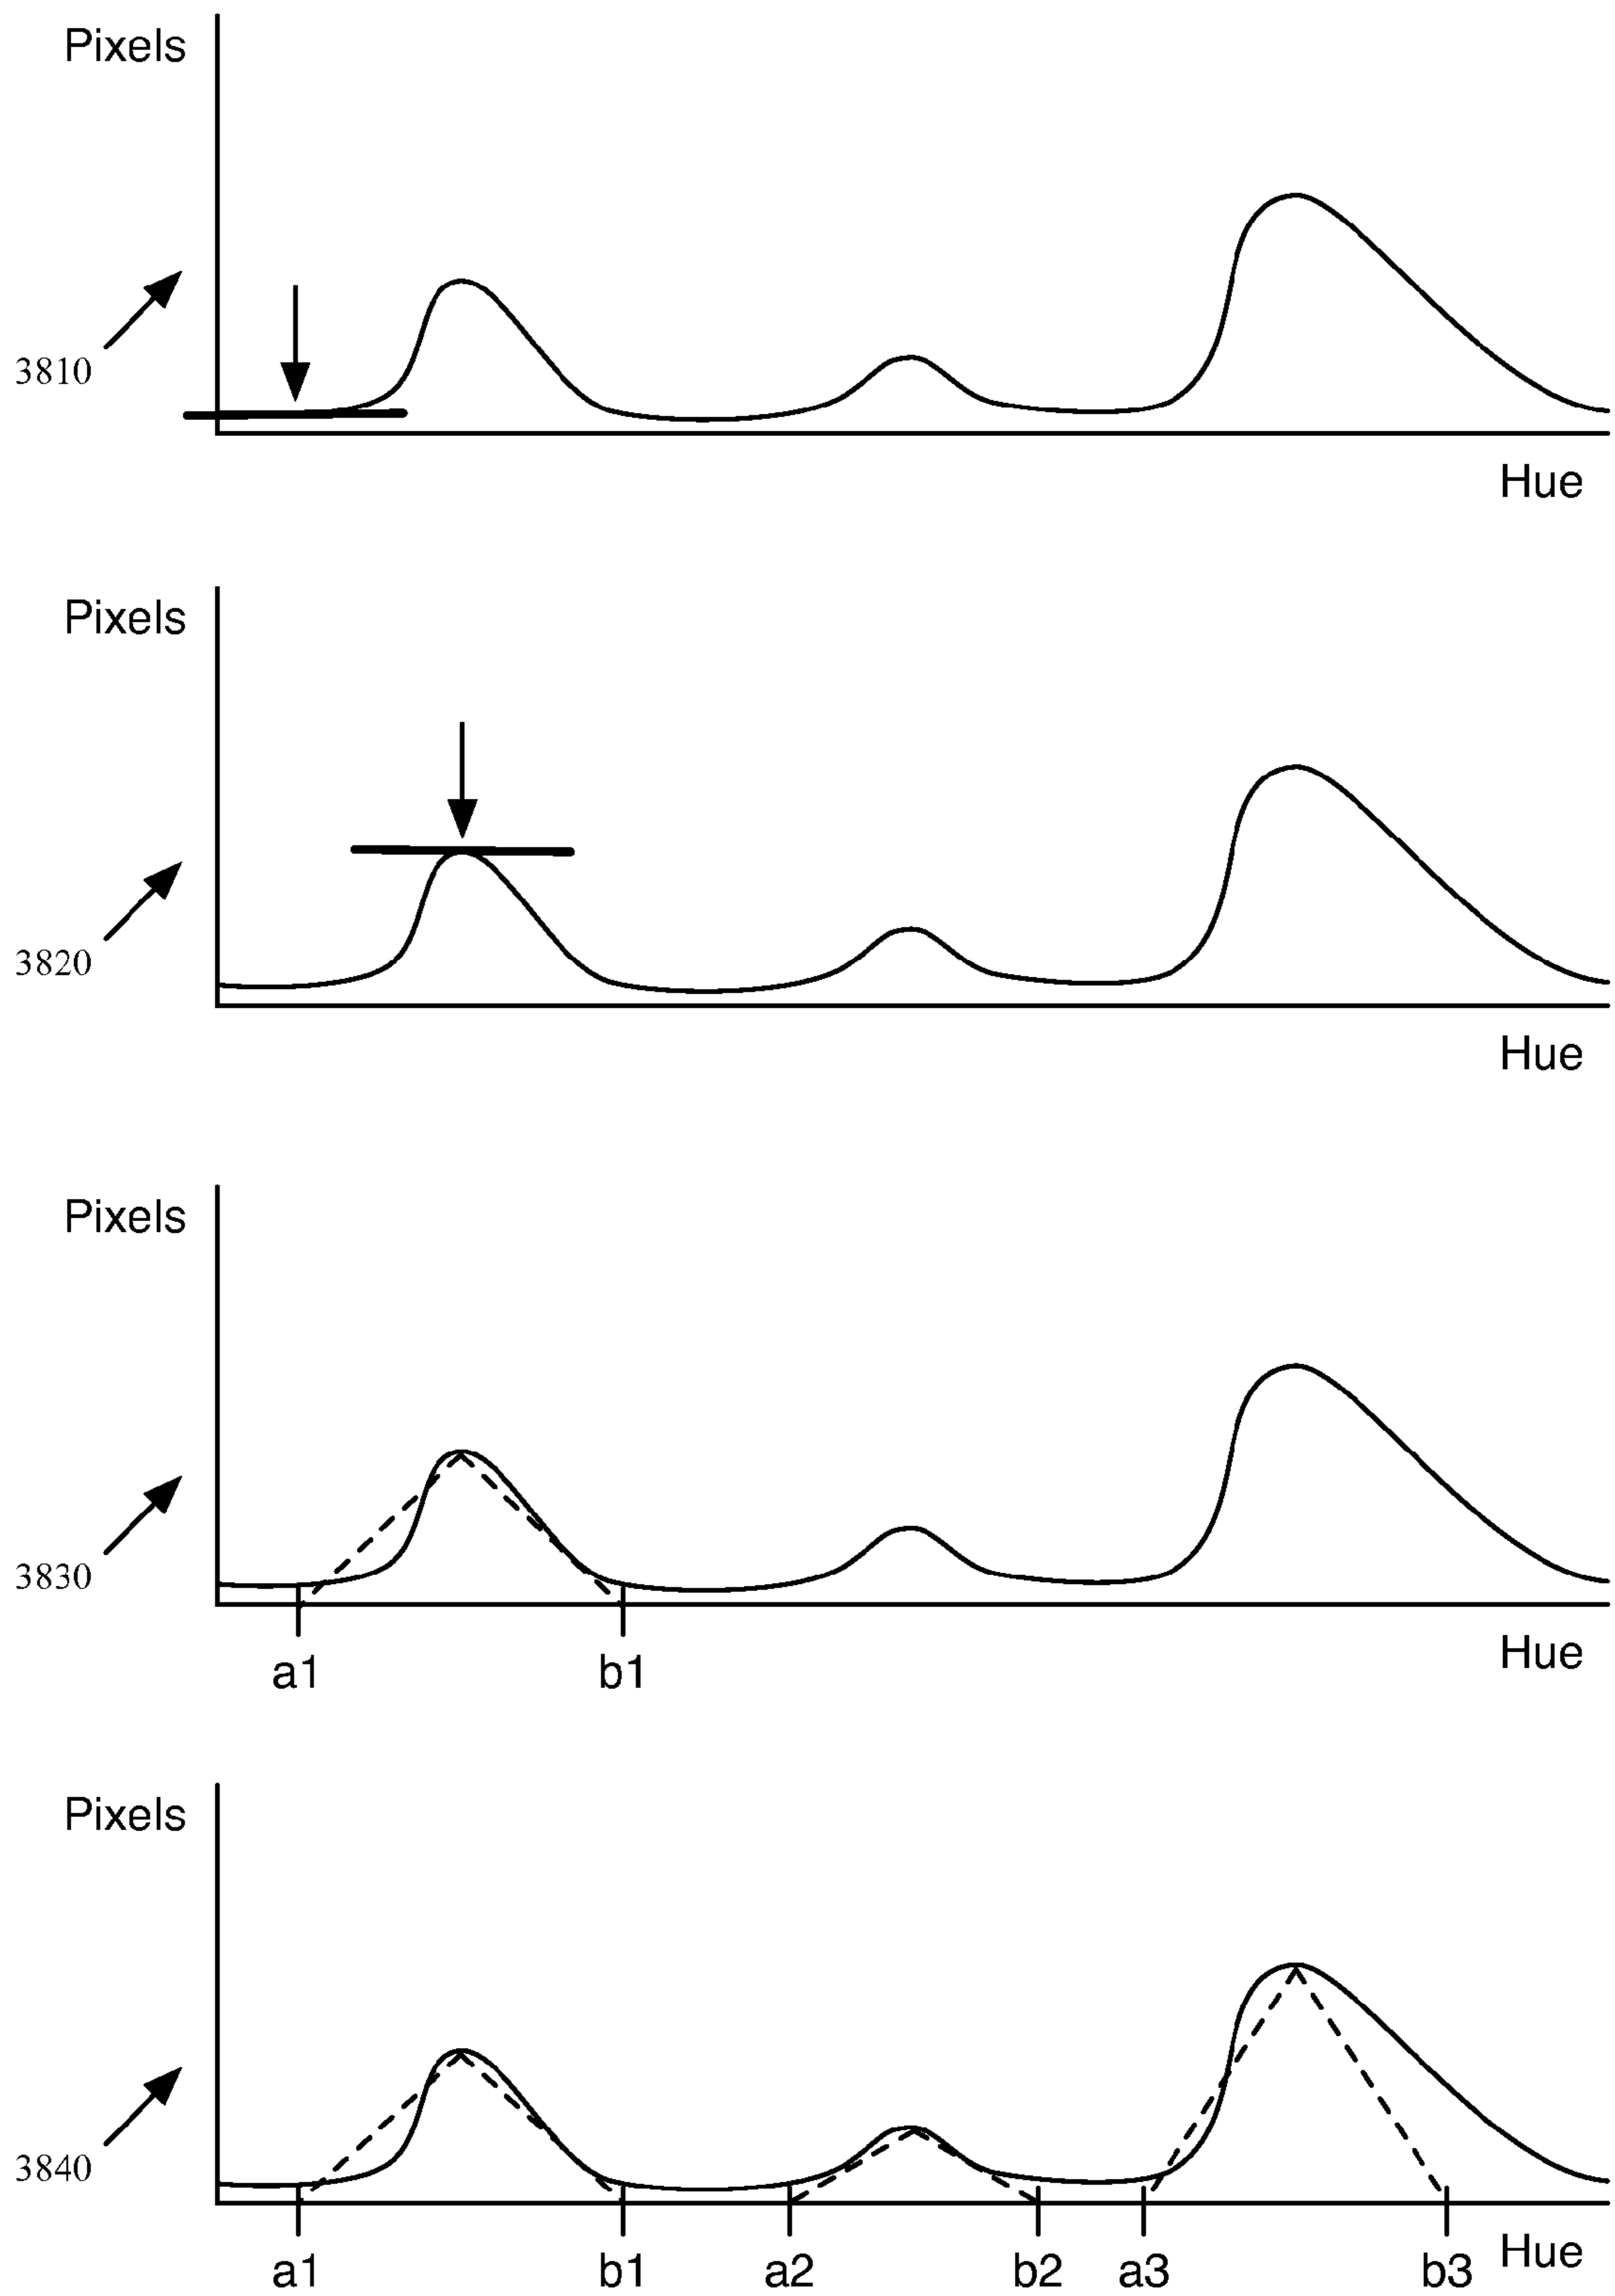 Pixels
3810
Hue
Pixels
3820
Hue
Pixels
3830
Hue
a1 b1
Pixels
3840
Hue
a1 b1 a2 b2 a3 b3